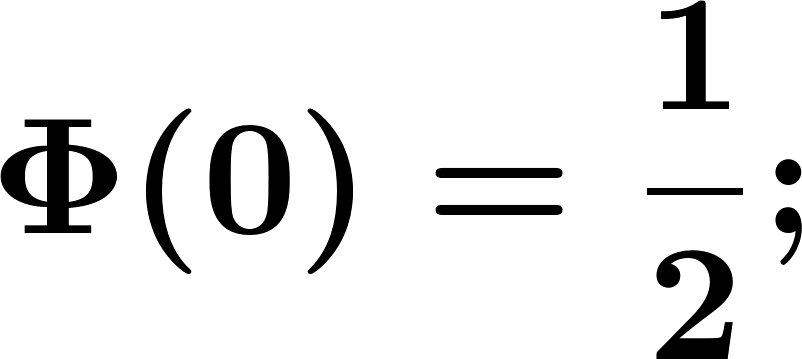 Φ(0) = 1/2;